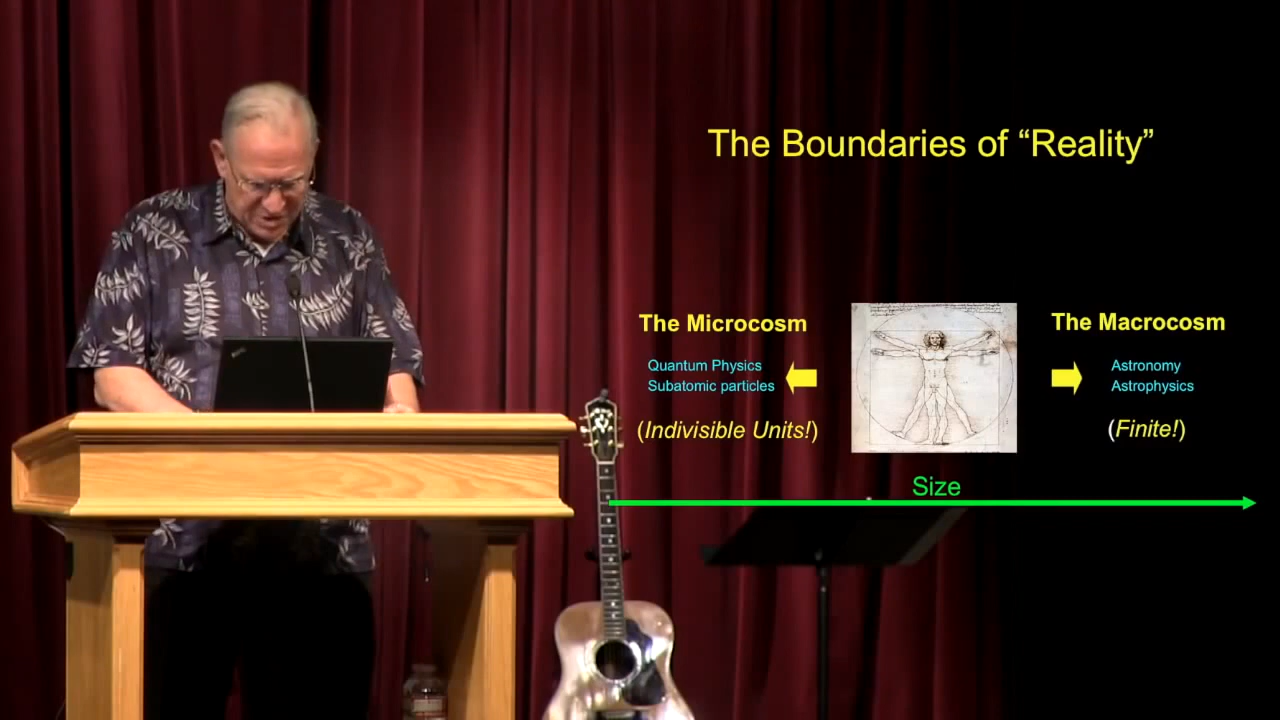 The Boundaries of “Reality”
The Microcosm
The Macrocosm
Quantum Physics
Subatomic particles
Astronomy
Astrophysics
(Indivisible Units!)
(Finite!)
Size